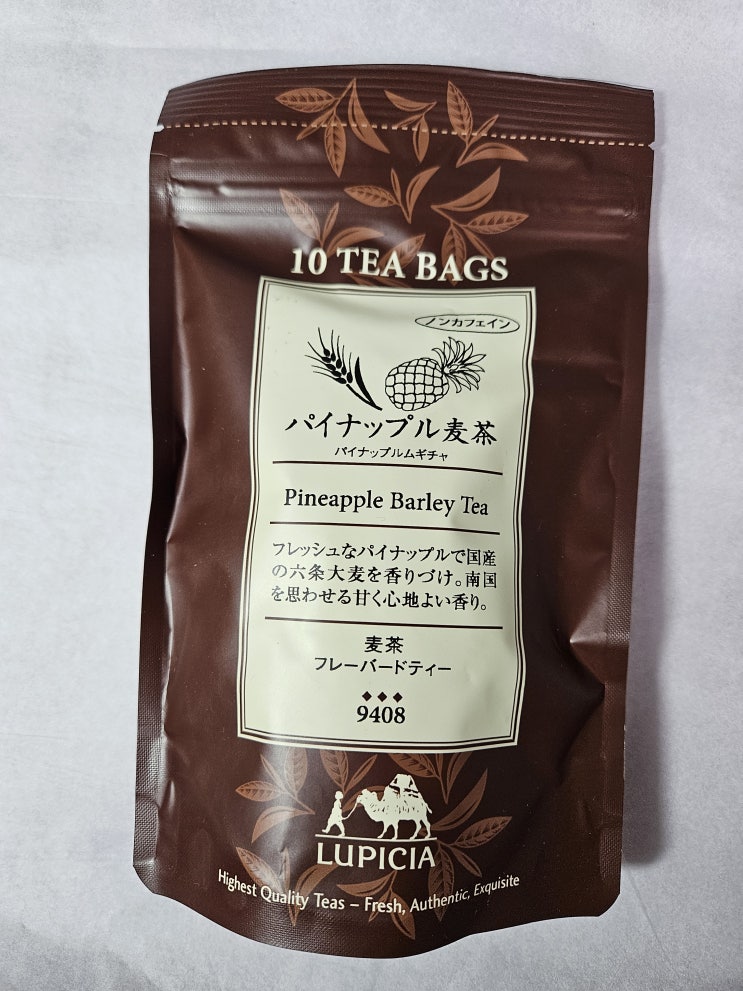 10 TEA BAGS
ノンカフェイン
パイナップル麦茶
パイナップルムギチャ
Pineapple Barley Tea
フレッシュなパイナップルで国産
の六条大麦を香りづけ。南国
を思わせる甘く心地よい香り。
麦茶
フレーバードティー
9408
LUPICIA
Highest Quality Teas – Fresh, Authentic, Exquisite